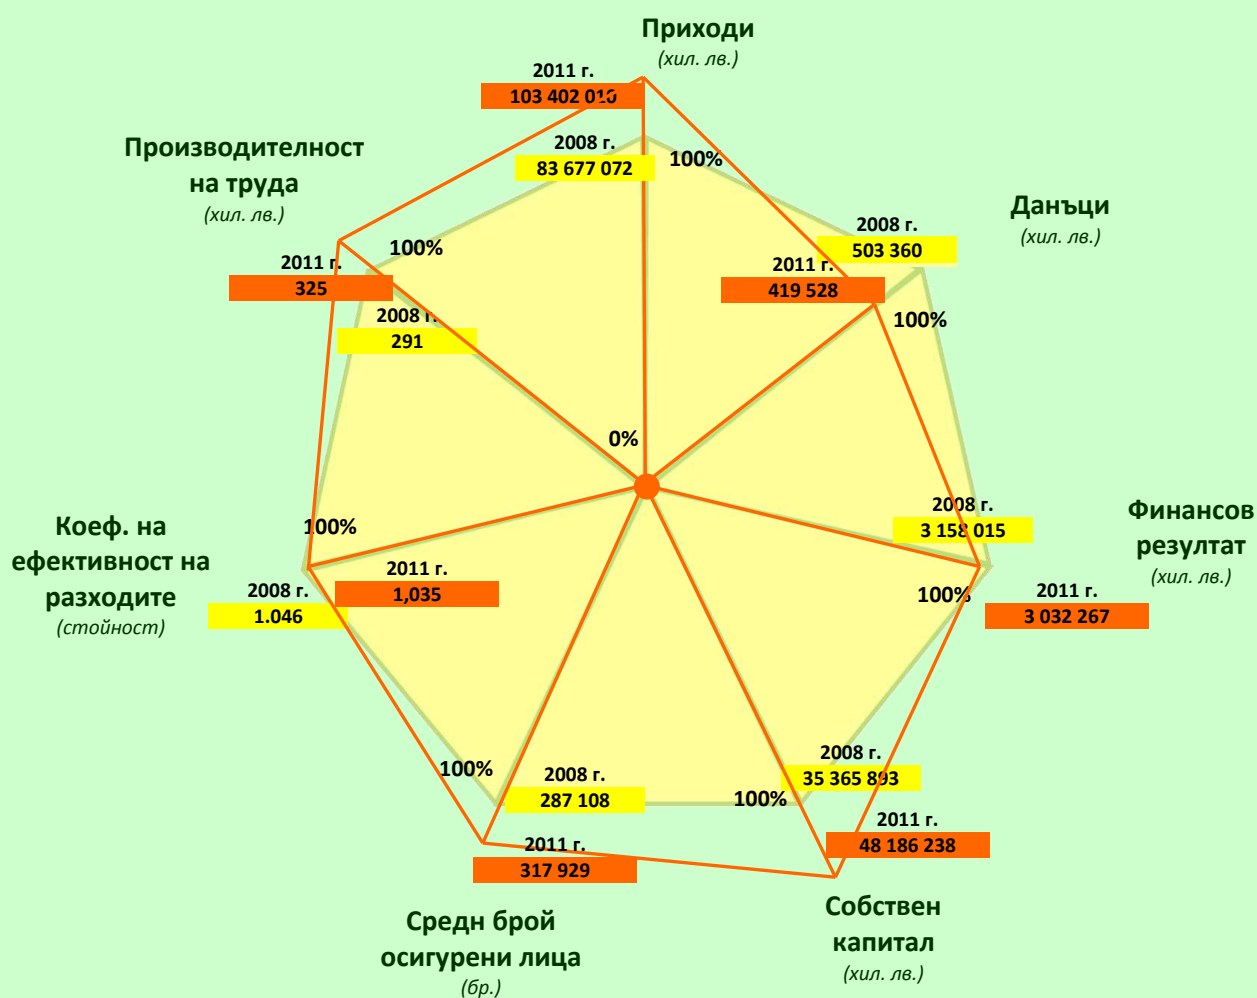 Приходи
(хил. лв.)
2011 г.
103 402 010
2008 г.
83 677 072
100%
Данъци
(хил. лв.)
2008 г.
503 360
2011 г.
419 528
100%
Финансов
резултат
(хил. лв.)
2008 г.
3 158 015
100%
2011 г.
3 032 267
Собствен
капитал
(хил. лв.)
2008 г.
35 365 893
100%
2011 г.
48 186 238
Средн брой
осигурени лица
(бр.)
100%
2008 г.
287 108
2011 г.
317 929
Коеф. на
ефективност на
разходите
(стойност)
100%
2011 г.
1,035
2008 г.
1.046
Производителност
на труда
(хил. лв.)
100%
2011 г.
325
2008 г.
291
0%